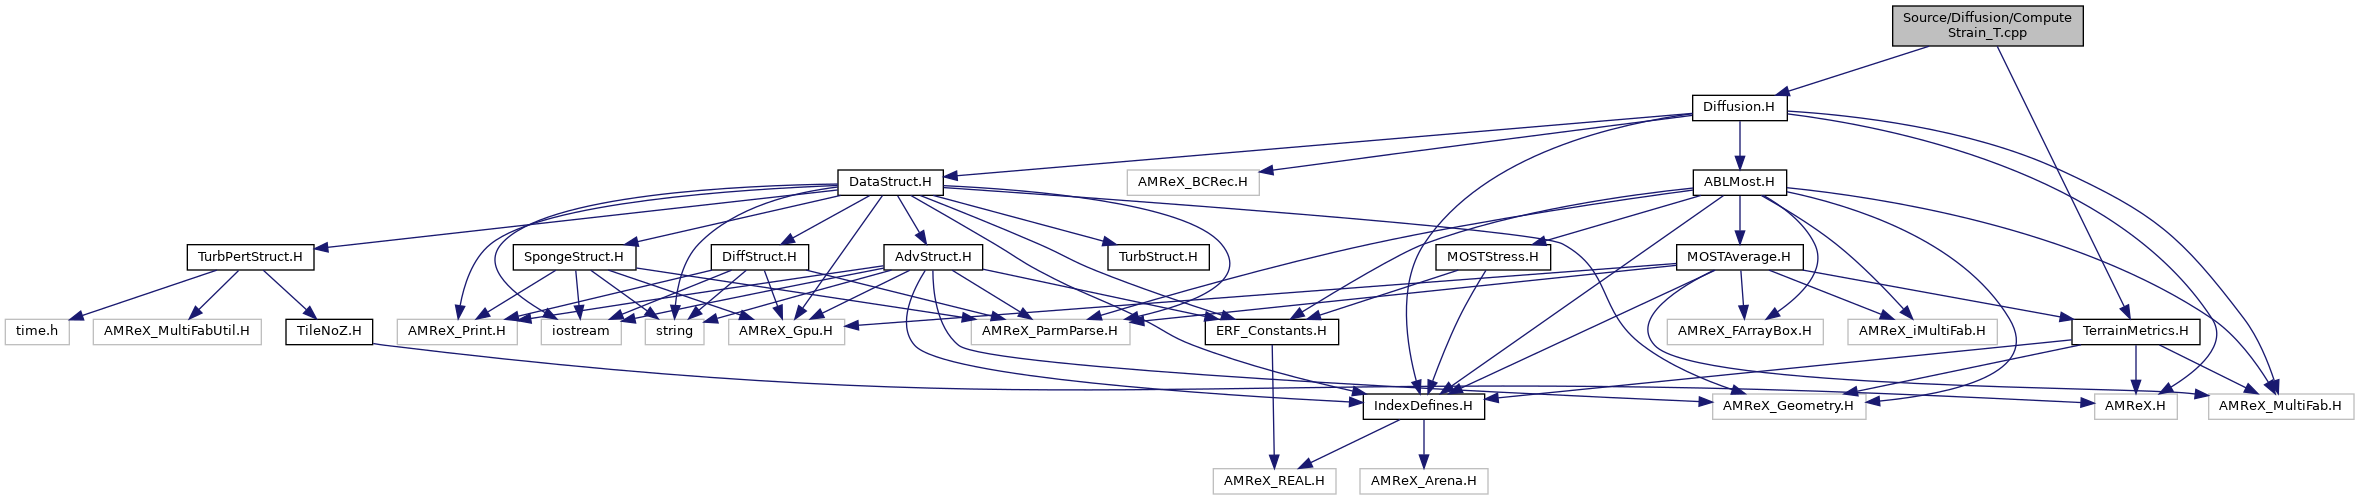 Source/Diffusion/Compute
Strain_T.cpp
Diffusion.H
DataStruct.H
AMReX_BCRec.H
ABLMost.H
TurbPertStruct.H
SpongeStruct.H
DiffStruct.H
AdvStruct.H
TurbStruct.H
MOSTStress.H
MOSTAverage.H
time.h
AMReX_MultiFabUtil.H
TileNoZ.H
AMReX_Print.H
iostream
string
AMReX_Gpu.H
AMReX_ParmParse.H
ERF_Constants.H
AMReX_FArrayBox.H
AMReX_iMultiFab.H
TerrainMetrics.H
IndexDefines.H
AMReX_Geometry.H
AMReX.H
AMReX_MultiFab.H
AMReX_REAL.H
AMReX_Arena.H